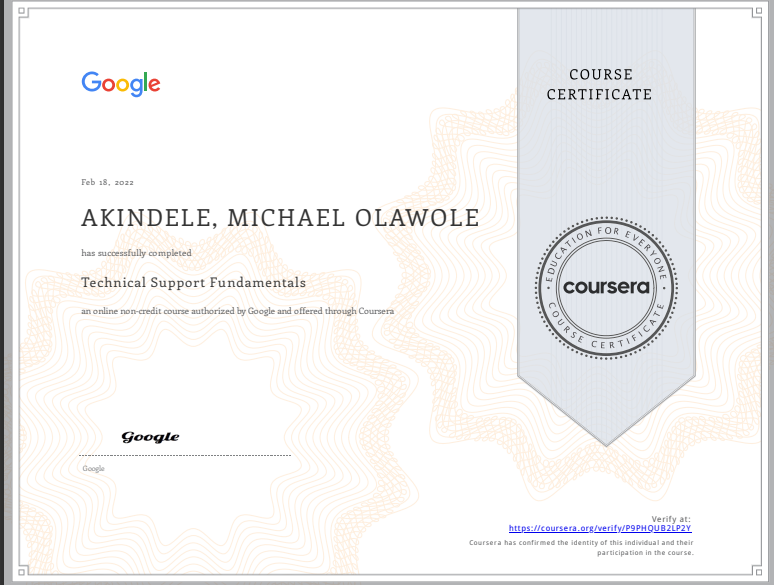 Google
COURSE
CERTIFICATE
Feb 18, 2022
AKINDELE, MICHAEL OLAWOLE
has successfully completed
Technical Support Fundamentals
an online non-credit course authorized by Google and offered through Coursera
EDUCATION FOR EVERYONE
coursera
COURSE CERTIFICATE
Google
Google
Verify at:
https://coursera.org/verify/P9PHQUB2LP2Y
Coursera has confirmed the identity of this individual and their
participation in the course.